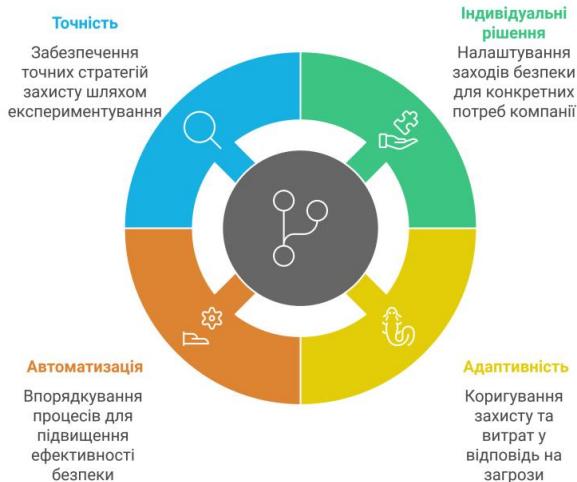 Точність
Забезпечення
точних стратегій
захисту шляхом
експериментування
Індивідуальні
рішення
Налаштування
заходів безпеки
для конкретних
потреб компанії
Автоматизація
Впорядкування
процесів для
підвищення
ефективності
безпеки
Адаптивність
Коригування
захисту та
витрат у
відповідь на
загрози